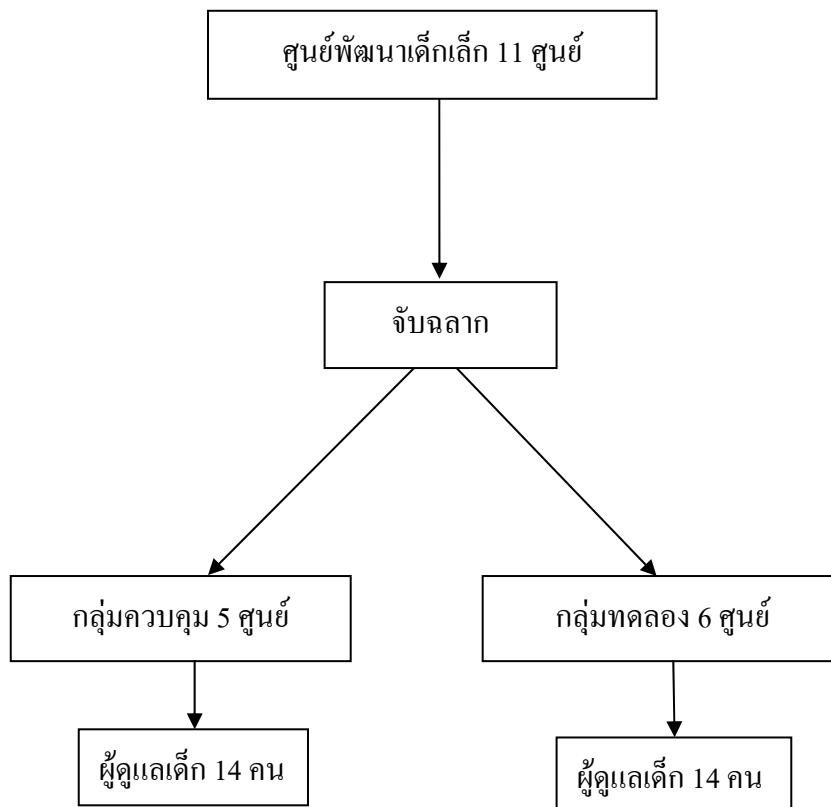 ศูนย์พัฒนาเด็กเล็ก 11 ศูนย์
จับฉลาก
กลุ่มควบคุม 5 ศูนย์
กลุ่มทดลอง 6 ศูนย์
ผู้ดูแลเด็ก 14 คน
ผู้ดูแลเด็ก 14 คน